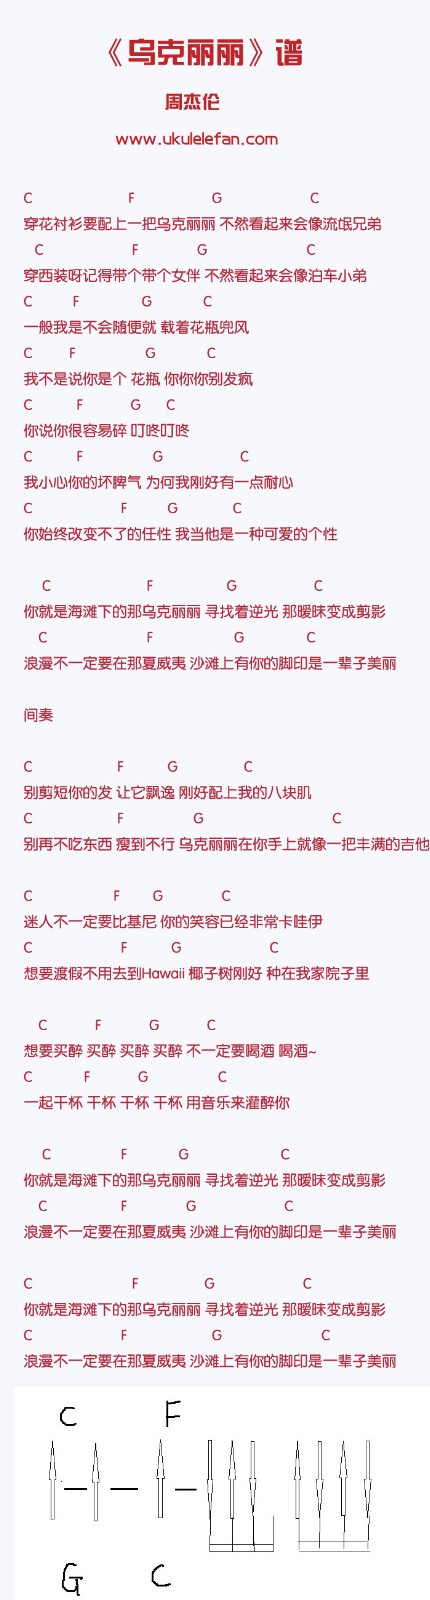 《乌克丽丽》谱
周杰伦
www.ukulelefan.com
C F G C
穿花衬衫要配上一把乌克丽丽 不然看起来会像流氓兄弟
C F G C
穿西装呀记得带个带个女伴 不然看起来会像泊车小弟
C F G C
一般我是不会随便就 载着花瓶兜风
C F G C
我不是说你是个 花瓶 你你你别发疯
C F G C
你说你很容易碎 叮咚叮咚
C F G C
我小心你的坏脾气 为何我刚好有一点耐心
C F G C
你始终改变不了的任性 我当他是一种可爱的个性
C F G C
你就是海滩下的那乌克丽丽 寻找着逆光 那暧昧变成剪影
C F G C
浪漫不一定要在那夏威夷 沙滩上有你的脚印是一辈子美丽
间奏
C F G C
别剪短你的发 让它飘逸 刚好配上我的八块肌
C F G C
别再不吃东西 瘦到不行 乌克丽丽在你手上就像一把丰满的吉他
C F G C
迷人不一定要比基尼 你的笑容已经非常卡哇伊
C F G C
想要渡假不用去到Hawaii 椰子树刚好 种在我家院子里
C F G C
想要买醉 买醉 买醉 买醉 不一定要喝酒 喝酒~
C F G C
一起干杯 干杯 干杯 干杯 用音乐来灌醉你
C F G C
你就是海滩下的那乌克丽丽 寻找着逆光 那暧昧变成剪影
C F G C
浪漫不一定要在那夏威夷 沙滩上有你的脚印是一辈子美丽
C F G C
你就是海滩下的那乌克丽丽 寻找着逆光 那暧昧变成剪影
C F G C
浪漫不一定要在那夏威夷 沙滩上有你的脚印是一辈子美丽
C F
G C